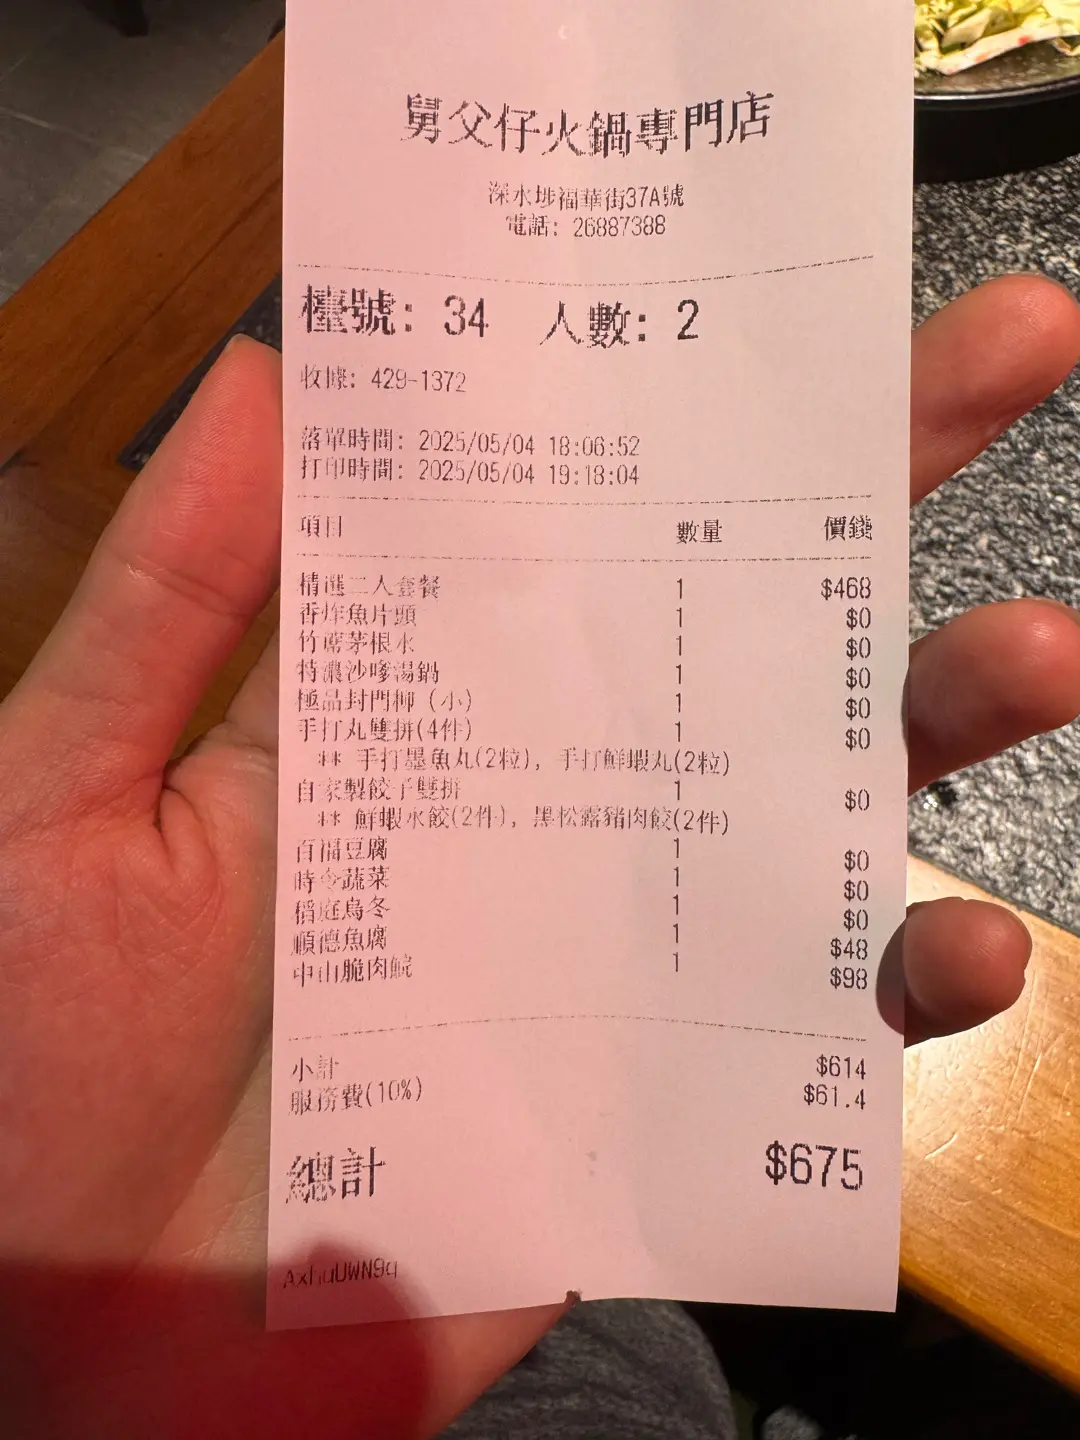 舅父仔火鍋專門店
深水埗福華街37A號
電話: 26887388
檯號: 34 人數: 2
收據: 429-1372
落單時間: 2025/05/04 18:06:52
打印時間: 2025/05/04 19:18:04
項目 數量 價錢
精選二人套餐 1 $468
香炸魚片頭 1 $0
竹蔗茅根水 1 $0
特濃沙嗲湯鍋 1 $0
極品封門柳 (小) 1 $0
手打丸雙拼(4件) 1 $0
** 手打墨魚丸(2粒), 手打鮮蝦丸(2粒)
自家製餃子雙拼 1 $0
** 鮮蝦水餃(2件), 黑松露豬肉餃(2件)
百福豆腐 1 $0
時令蔬菜 1 $0
稻庭烏冬 1 $0
順德魚腐 1 $48
中山脆肉鯇 1 $98
小計 $614
服務費(10%) $61.4
總計 $675